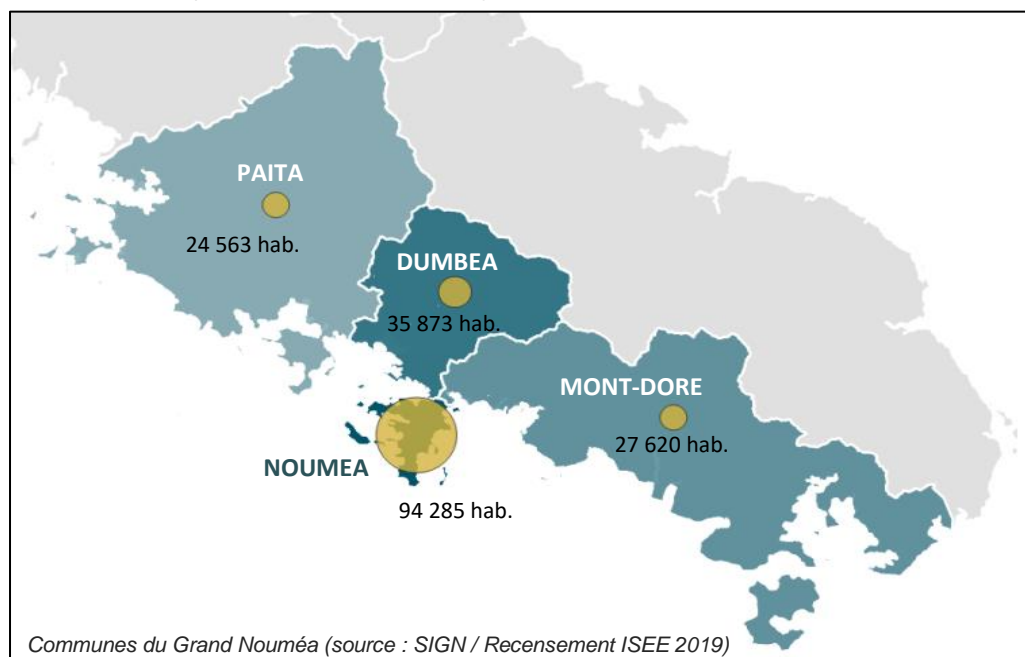 PAITA
24 563 hab.
DUMBEA
35 873 hab.
MONT-DORE
27 620 hab.
NOUMEA
94 285 hab.
Communes du Grand Nouméa (source : SIGN / Recensement ISEE 2019)